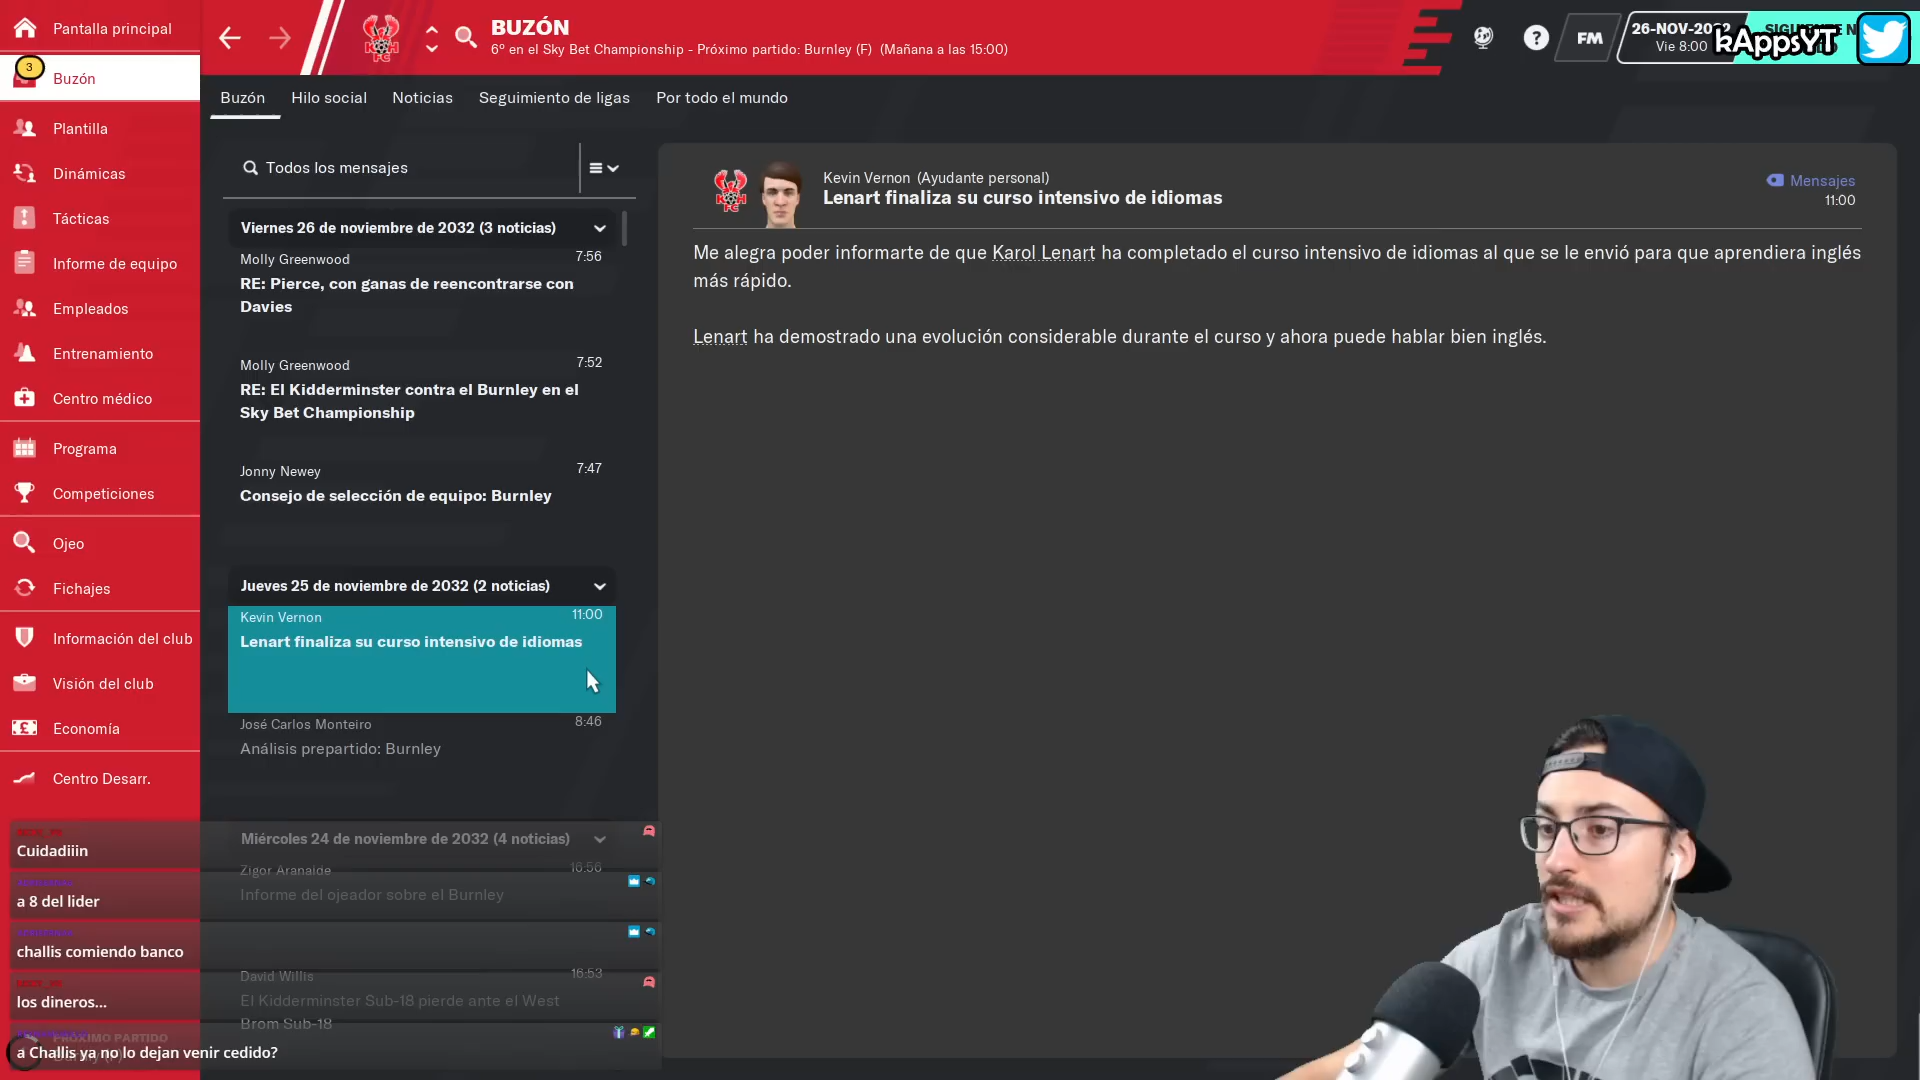 Pantalla principal
3
Buzón
Plantilla
Dinámicas
Tácticas
Informe de equipo
Empleados
Entrenamiento
Centro médico
Programa
Competiciones
Ojeo
Fichajes
Información del club
Visión del club
Economía
Centro Desarr.
BUZÓN
6º en el Sky Bet Championship - Próximo partido: Burnley (F) (Mañana a las 15:00)
FM
26-NOV-2032
Vie 8:00
SIGUIENTE N
kAppsYT
Buzón
Hilo social
Noticias
Seguimiento de ligas
Por todo el mundo
Todos los mensajes
Viernes 26 de noviembre de 2032 (3 noticias)
Molly Greenwood
7:56
RE: Pierce, con ganas de reencontrarse con
Davies
Molly Greenwood
7:52
RE: El Kidderminster contra el Burnley en el
Sky Bet Championship
Jonny Newey
7:47
Consejo de selección de equipo: Burnley
Jueves 25 de noviembre de 2032 (2 noticias)
Kevin Vernon
11:00
Lenart finaliza su curso intensivo de idiomas
José Carlos Monteiro
8:46
Análisis prepartido: Burnley
Miércoles 24 de noviembre de 2032 (4 noticias)
Zigor Aranalde
16:56
Informe del ojeador sobre el Burnley
David Willis
16:53
El Kidderminster Sub-18 pierde ante el West
Brom Sub-18
Kevin Vernon (Ayudante personal)
Lenart finaliza su curso intensivo de idiomas
Mensajes
11:00
Me alegra poder informarte de que Karol Lenart ha completado el curso intensivo de idiomas al que se le envió para que aprendiera inglés
más rápido.
Lenart ha demostrado una evolución considerable durante el curso y ahora puede hablar bien inglés.
Cuidadiiin
a 8 del lider
challis comiendo banco
los dineros...
PRÓXIMO PARTIDO
a Challis ya no lo dejan venir cedido?